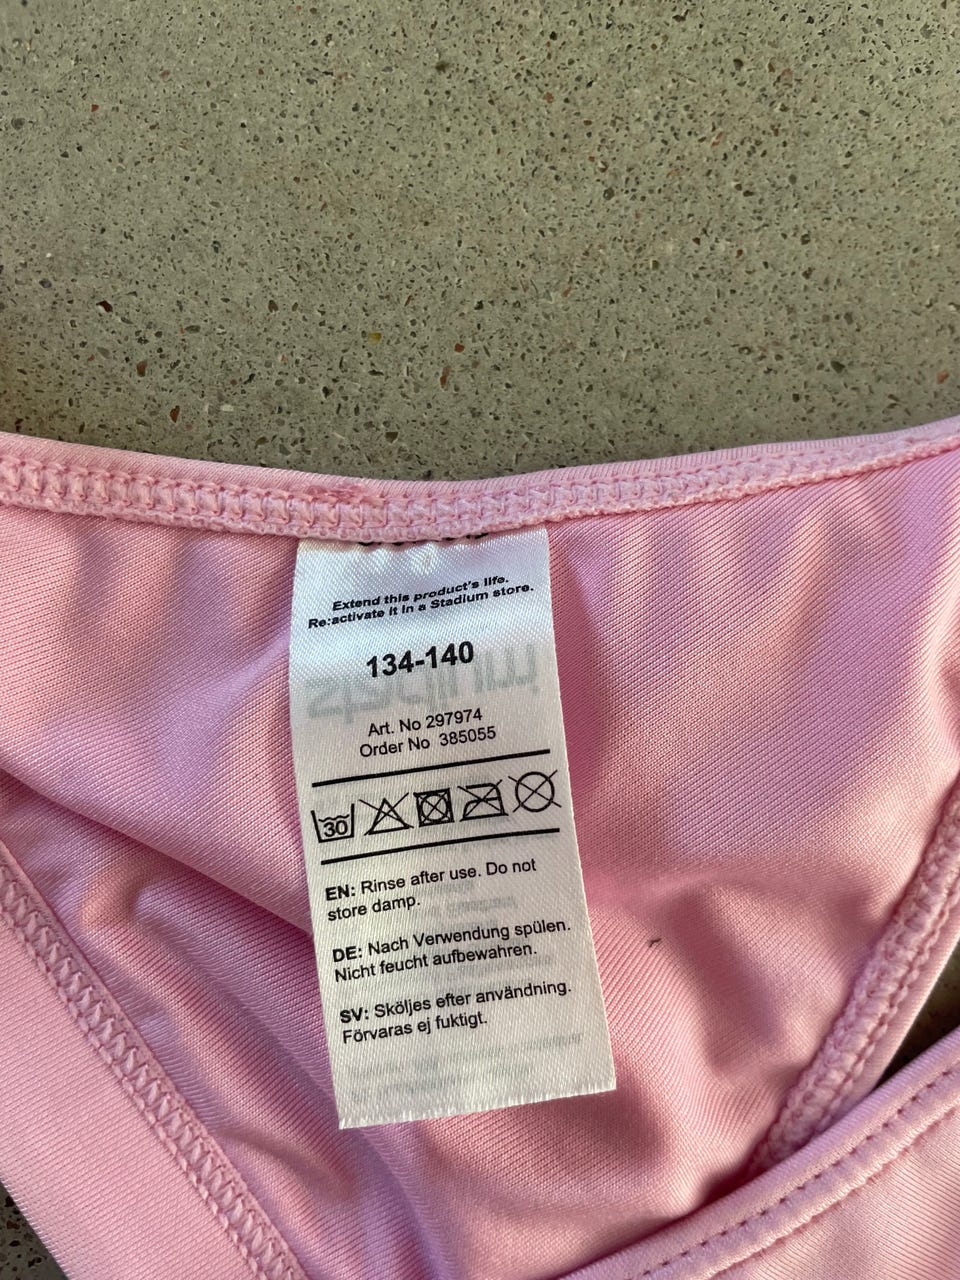 Extend this product's life.
Re:activate it in a Stadium store.
134-140
Art. No 297974
Order No 385055
30
EN: Rinse after use. Do not
store damp.
DE: Nach Verwendung spülen.
Nicht feucht aufbewahren.
SV: Sköljes efter användning.
Förvaras ej fuktigt.